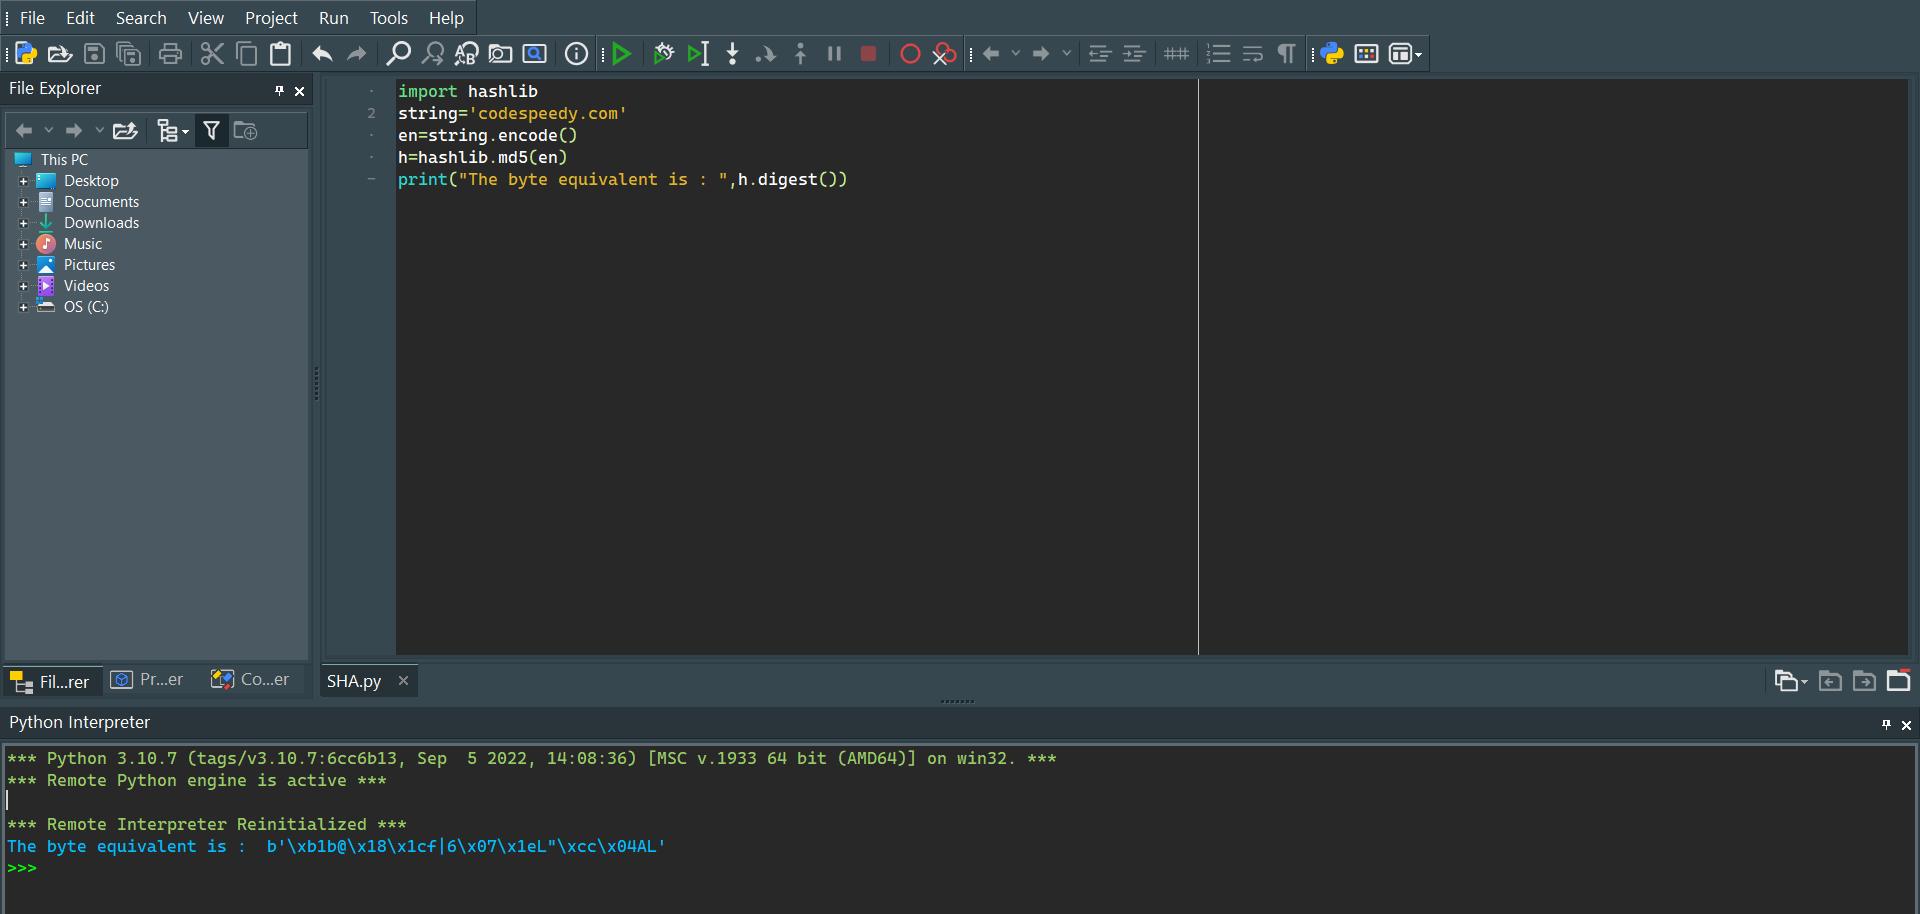 File Edit Search View Project Run Tools Help
File Explorer
This PC
Desktop
Documents
Downloads
Music
Pictures
Videos
OS (C:)
Fil...rer Pr...er Co...er
import hashlib
2 string='codespeedy.com'
en=string.encode()
h=hashlib.md5(en)
print("The byte equivalent is : ",h.digest())
SHA.py
Python Interpreter
*** Python 3.10.7 (tags/v3.10.7:6cc6b13, Sep  5 2022, 14:08:36) [MSC v.1933 64 bit (AMD64)] on win32. ***
*** Remote Python engine is active ***
*** Remote Interpreter Reinitialized ***
The byte equivalent is :  b'\xb1b@\x18\x1cf|6\x07\x1eL"\xcc\x04AL'
>>>